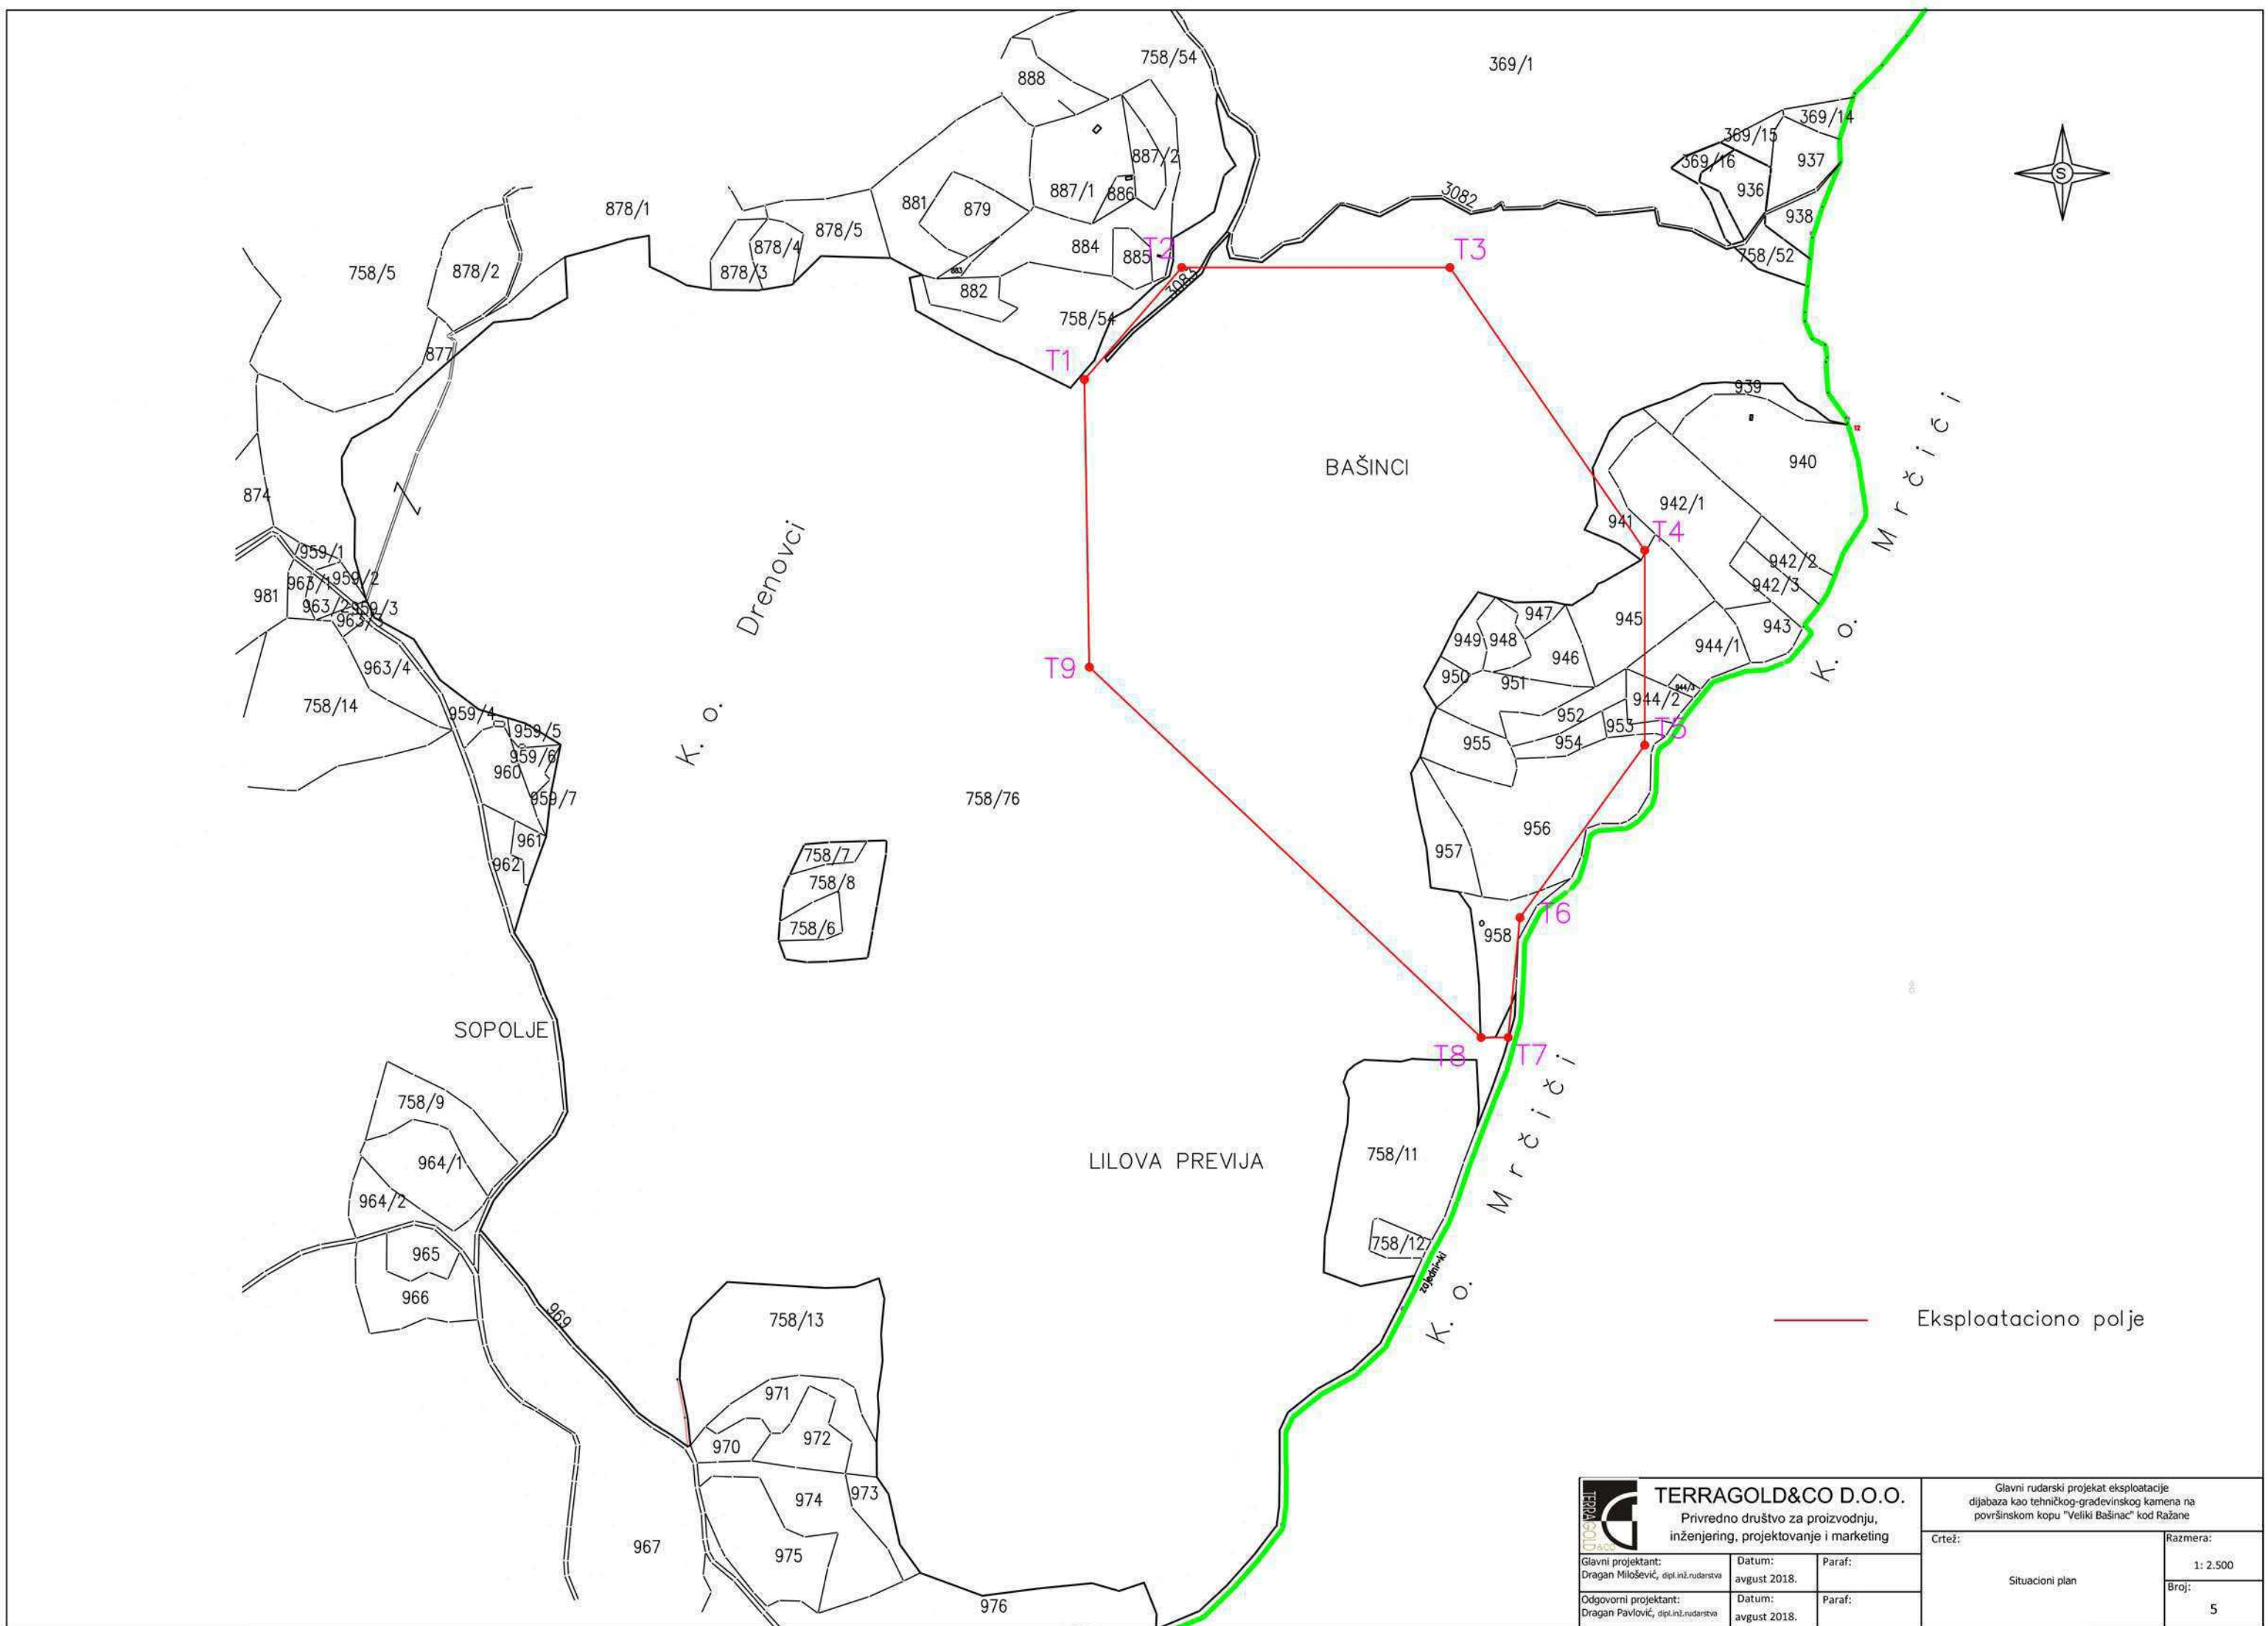 758/54
369/1
888
369/14
369/15
369/16
937
936
938
758/52
887/2
887/1
886
S
878/1
881
879
3082
878/5
878/4
878/3
884
885
883
882
T2
T3
758/5
878/2
758/54
877
T1
939
940
BAŠINCI
K. o. Drenovci
K. o. Mrčići
874
941
942/1
T4
942/2
942/3
943
959/1
959/2
963/1
981
963/2
959/3
963/3
963/4
947
945
949
948
946
944/1
T9
950
951
944/3
944/2
758/14
952
953
T5
959/4
959/5
955
954
959/6
960
959/7
758/76
956
961
962
957
758/7
758/8
758/6
T6
958
SOPOLJE
T8
T7
758/9
964/1
964/2
LILOVA PREVIJA
758/11
758/12
zajedni-ki
K. o. Mrčići
965
966
969
758/13
Eksploataciono polje
971
970
972
974
973
967
975
976
TERRAGOLD
&CO
TERRAGOLD&CO D.O.O.
Privredno društvo za proizvodnju,
inženjering, projektovanje i marketing
Glavni rudarski projekat eksploatacije
dijabaza kao tehničkog-građevinskog kamena na
površinskom kopu "Veliki Bašinac" kod Ražane
Glavni projektant:
Dragan Milošević, dipl.inž.rudarstva
Datum:
avgust 2018.
Paraf:
Odgovorni projektant:
Dragan Pavlović, dipl.inž.rudarstva
Datum:
avgust 2018.
Paraf:
Crtež:
Situacioni plan
Razmera:
1: 2.500
Broj:
5